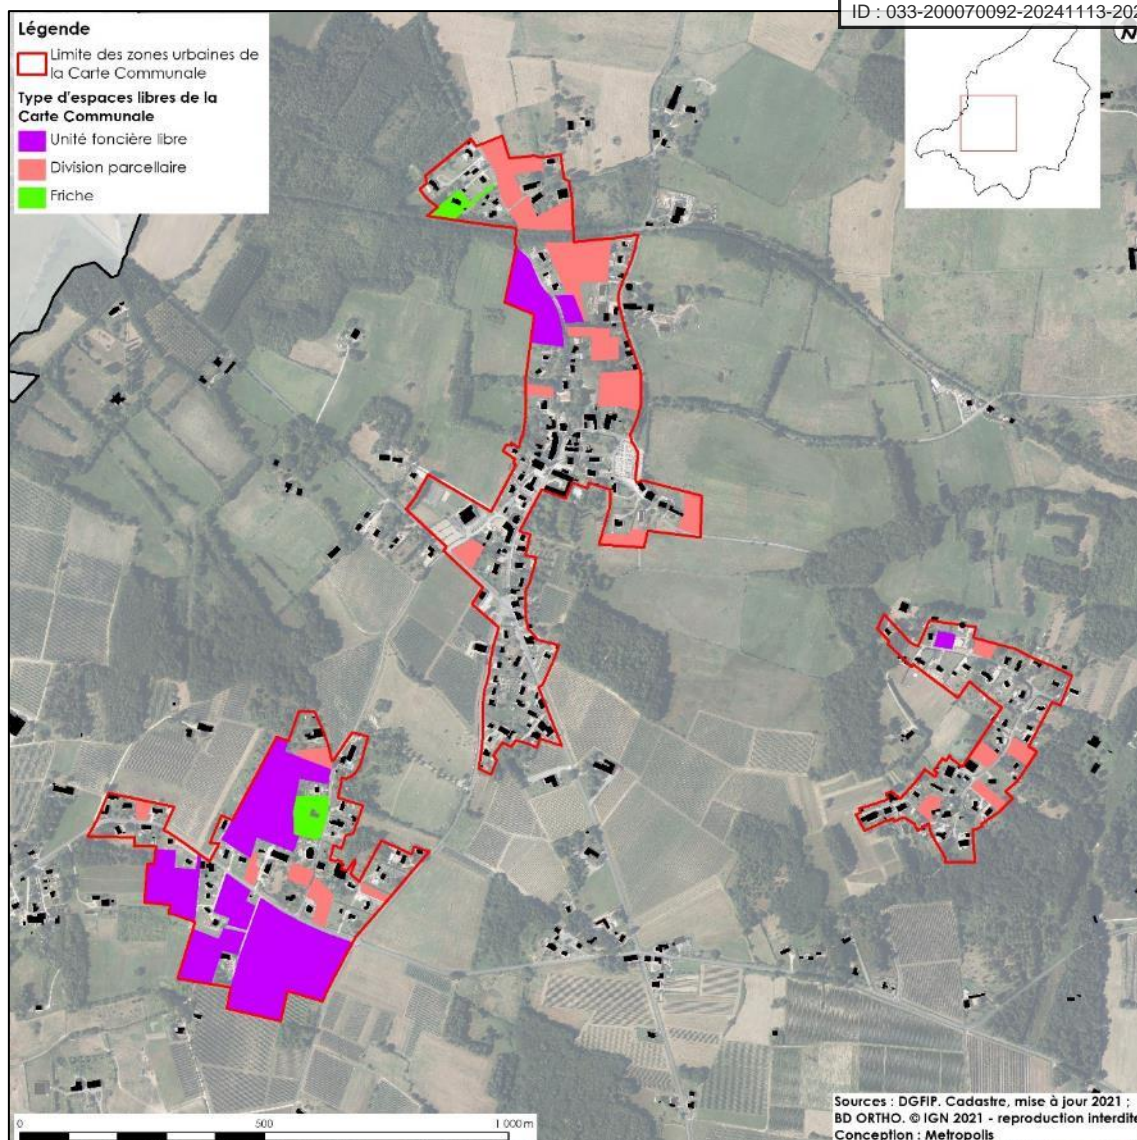 ID : 033-200070092-20241113-202
N
Légende
Limite des zones urbaines de
la Carte Communale
Type d'espaces libres de la
Carte Communale
Unité foncière libre
Division parcellaire
Friche
0 500 1 000 m
Sources : DGFIP. Cadastre, mise à jour 2021 ;
BD ORTHO. © IGN 2021 - reproduction interdite
Conception : Metropolis